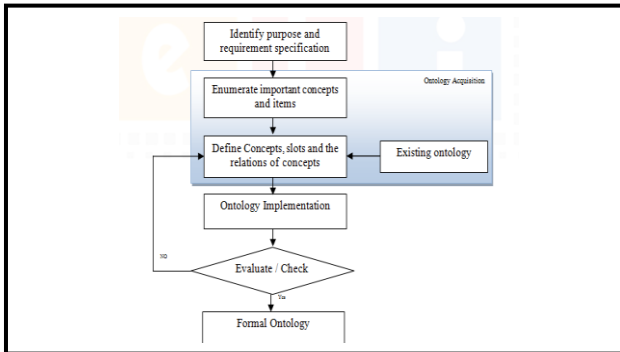 Identify purpose and
requirement specification
Ontology Acquisition
Enumerate important concepts
and items
Define Concepts, slots and the
relations of concepts
Existing ontology
Ontology Implementation
NO
Evaluate / Check
Yes
Formal Ontology